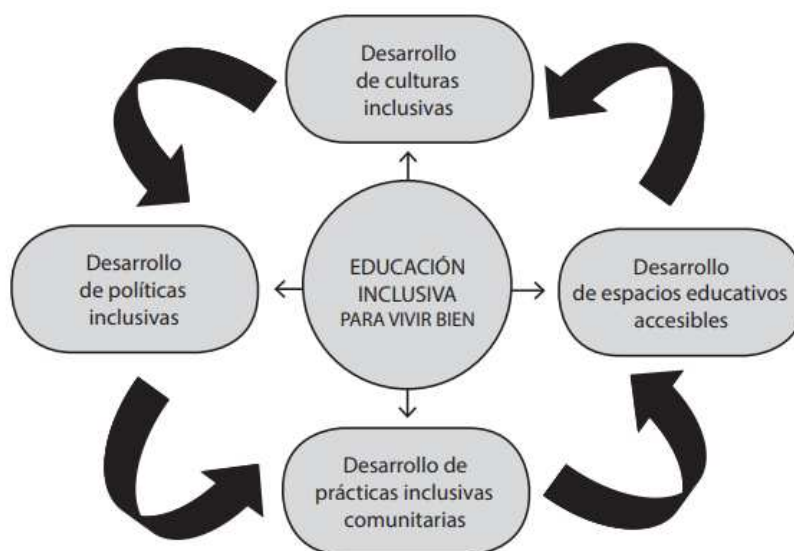 Desarrollo
de culturas
inclusivas
Desarrollo
de políticas
inclusivas
EDUCACIÓN
INCLUSIVA
PARA VIVIR BIEN
Desarrollo
de espacios educativos
accesibles
Desarrollo de
prácticas inclusivas
comunitarias